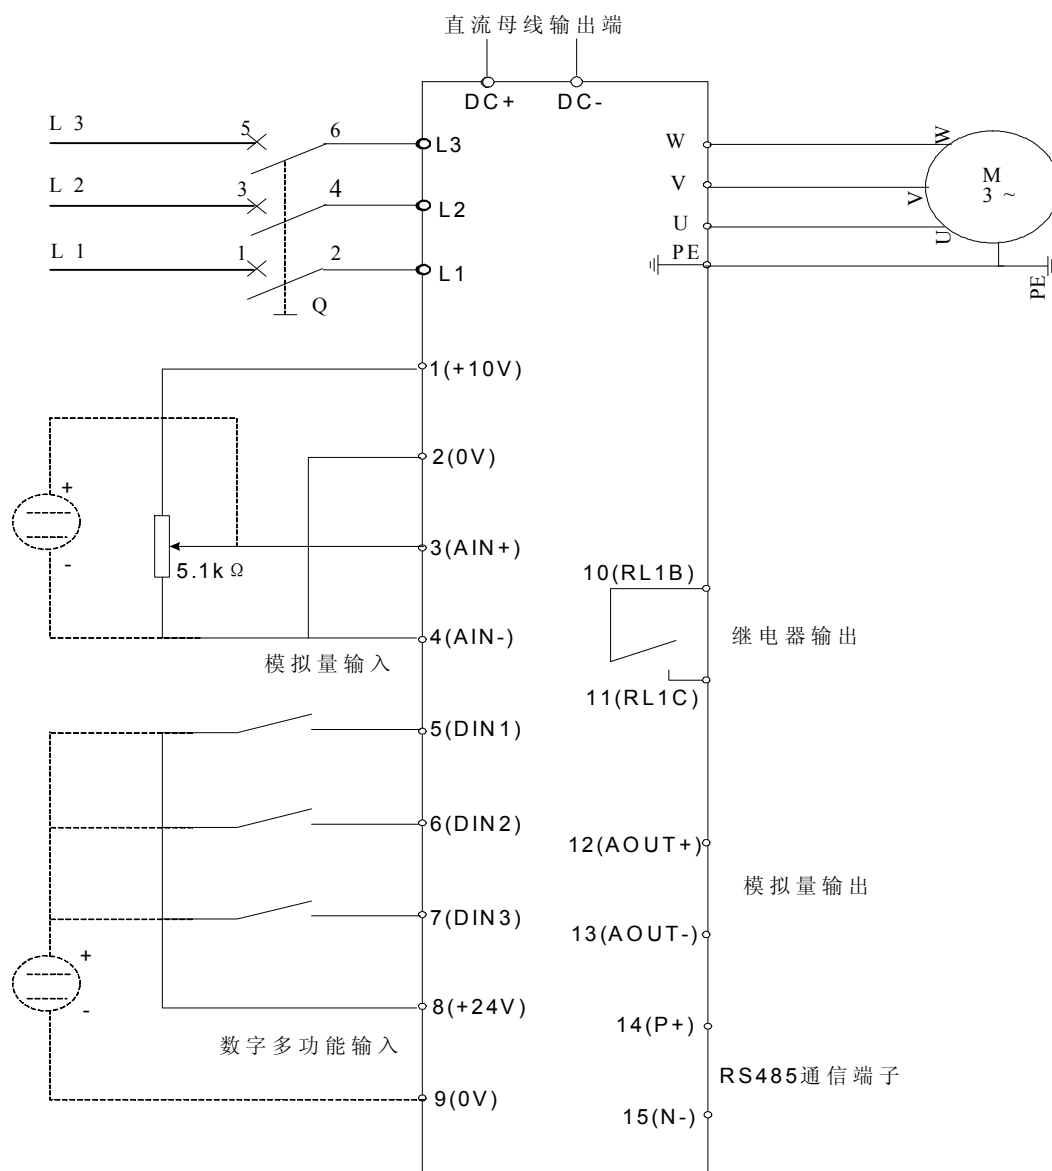 直流母线输出端
DC+ DC-
L 3 5 6 L3
L 2 3 4 L2
L 1 1 2 L1
Q
W W
V V
U U
PE PE
M
3 ~
1(+10V)
2(0V)
+
-
3(AIN+)
5.1kΩ
4(AIN-)
模拟量输入
10(RL1B)
继电器输出
11(RL1C)
5(DIN1)
6(DIN2)
7(DIN3)
+
-
8(+24V)
数字多功能输入
9(0V)
12(AOUT+)
模拟量输出
13(AOUT-)
14(P+)
RS485通信端子
15(N-)